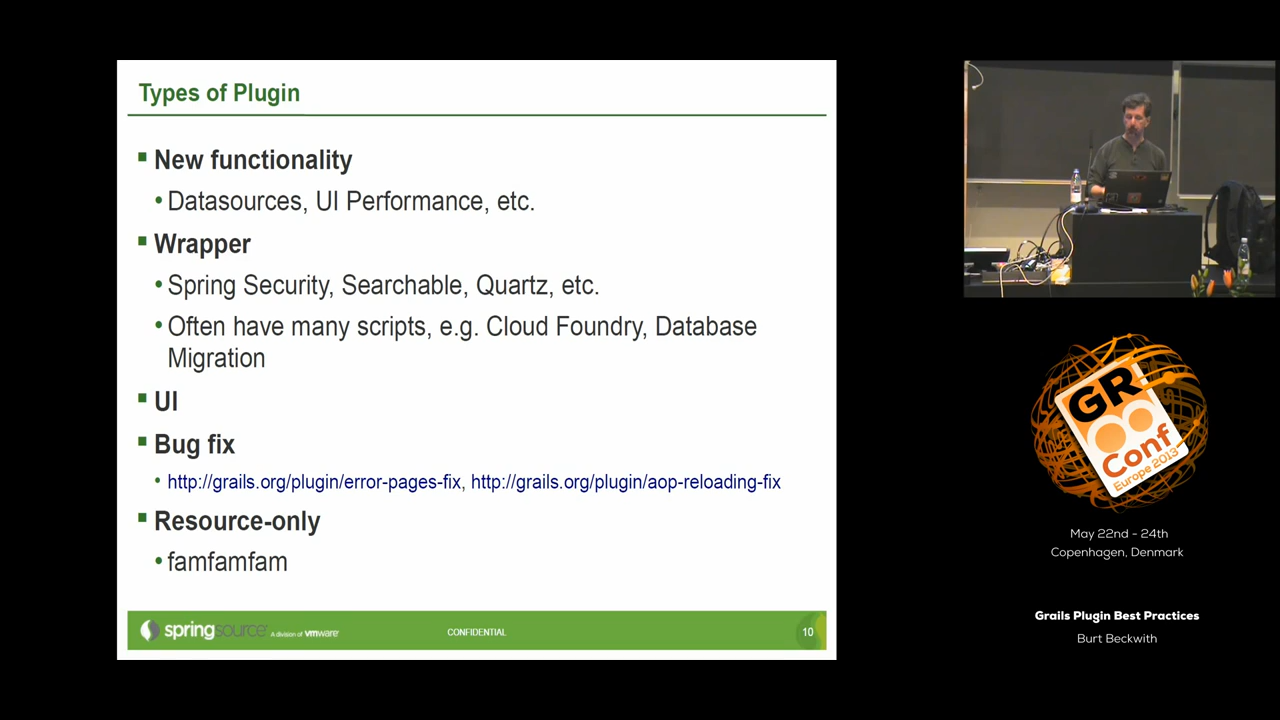 Types of Plugin
New functionality
Datasources, UI Performance, etc.
Wrapper
Spring Security, Searchable, Quartz, etc.
Often have many scripts, e.g. Cloud Foundry, Database
Migration
UI
Bug fix
http://grails.org/plugin/error-pages-fix, http://grails.org/plugin/aop-reloading-fix
Resource-only
famfamfam
springsource A division of vmware
CONFIDENTIAL
10
GR
8
Conf
Europe 2013
May 22nd - 24th
Copenhagen, Denmark
Grails Plugin Best Practices
Burt Beckwith